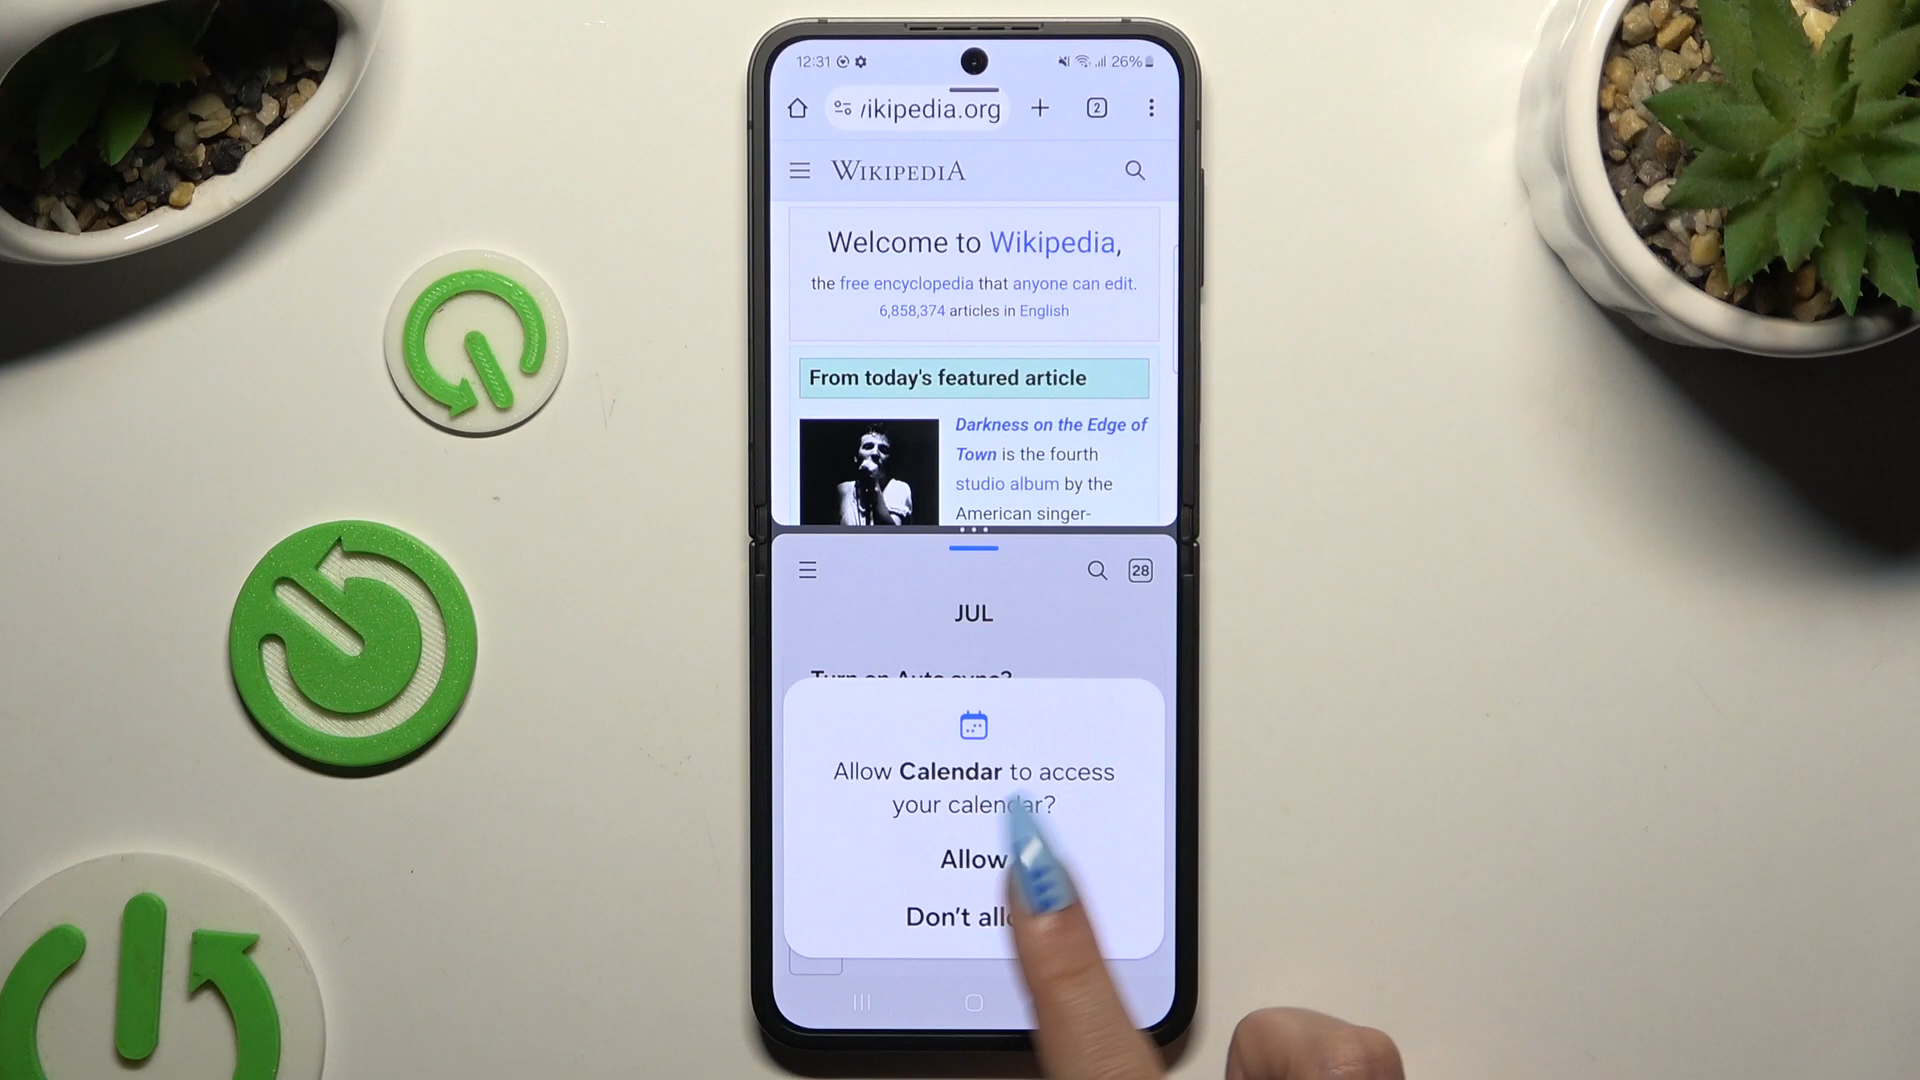 12:31 26%
/ikipedia.org 2
WIKIPEDIA
Welcome to Wikipedia,
the free encyclopedia that anyone can edit.
6,858,374 articles in English
From today's featured article
Darkness on the Edge of
Town is the fourth
studio album by the
American singer-
28
JUL
Turn on Auto sync?
Allow Calendar to access
your calendar?
Allow
Don't allo